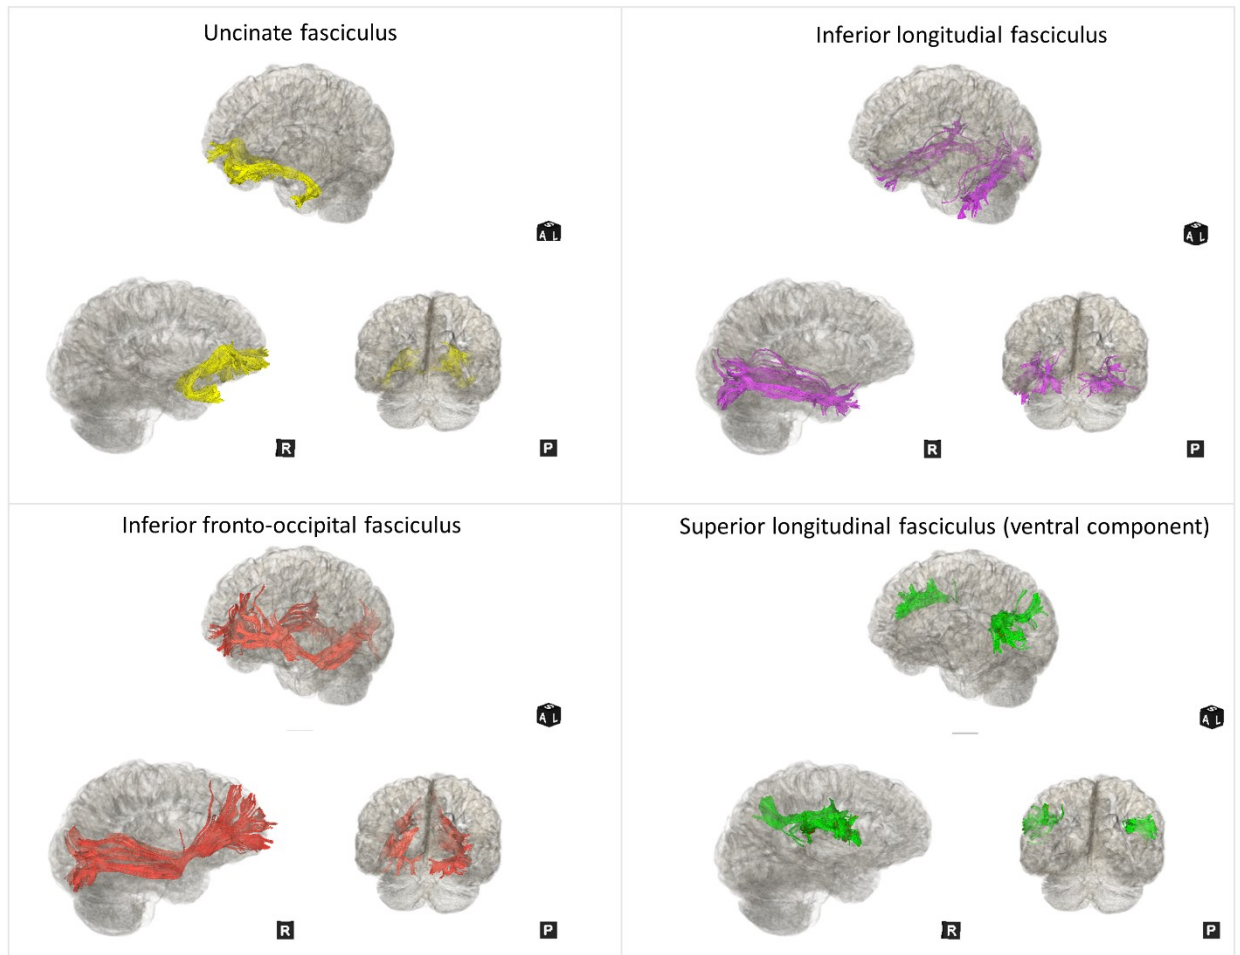 Uncinate fasciculus
Inferior longitudial fasciculus
S
A L
S
A L
R
P
R
P
Inferior fronto-occipital fasciculus
Superior longitudinal fasciculus (ventral component)
S
A L
S
A L
R
P
R
P